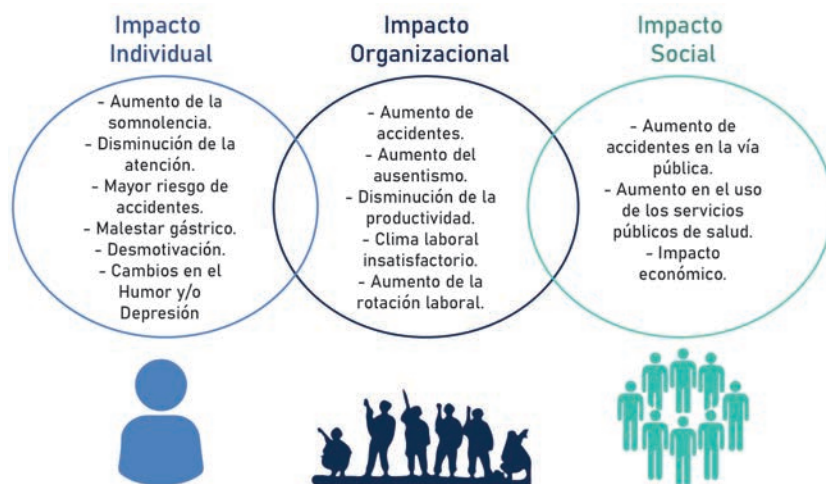 Impacto
Individual
- Aumento de la
somnolencia.
- Disminución de la
atención.
- Mayor riesgo de
accidentes.
- Malestar gástrico.
- Desmotivación.
- Cambios en el
Humor y/o
Depresión
Impacto
Organizacional
- Aumento de
accidentes.
- Aumento del
ausentismo.
- Disminución de la
productividad.
- Clima laboral
insatisfactorio.
- Aumento de la
rotación laboral.
Impacto
Social
- Aumento de
accidentes en la vía
pública.
- Aumento en el uso
de los servicios
públicos de salud.
- Impacto
económico.